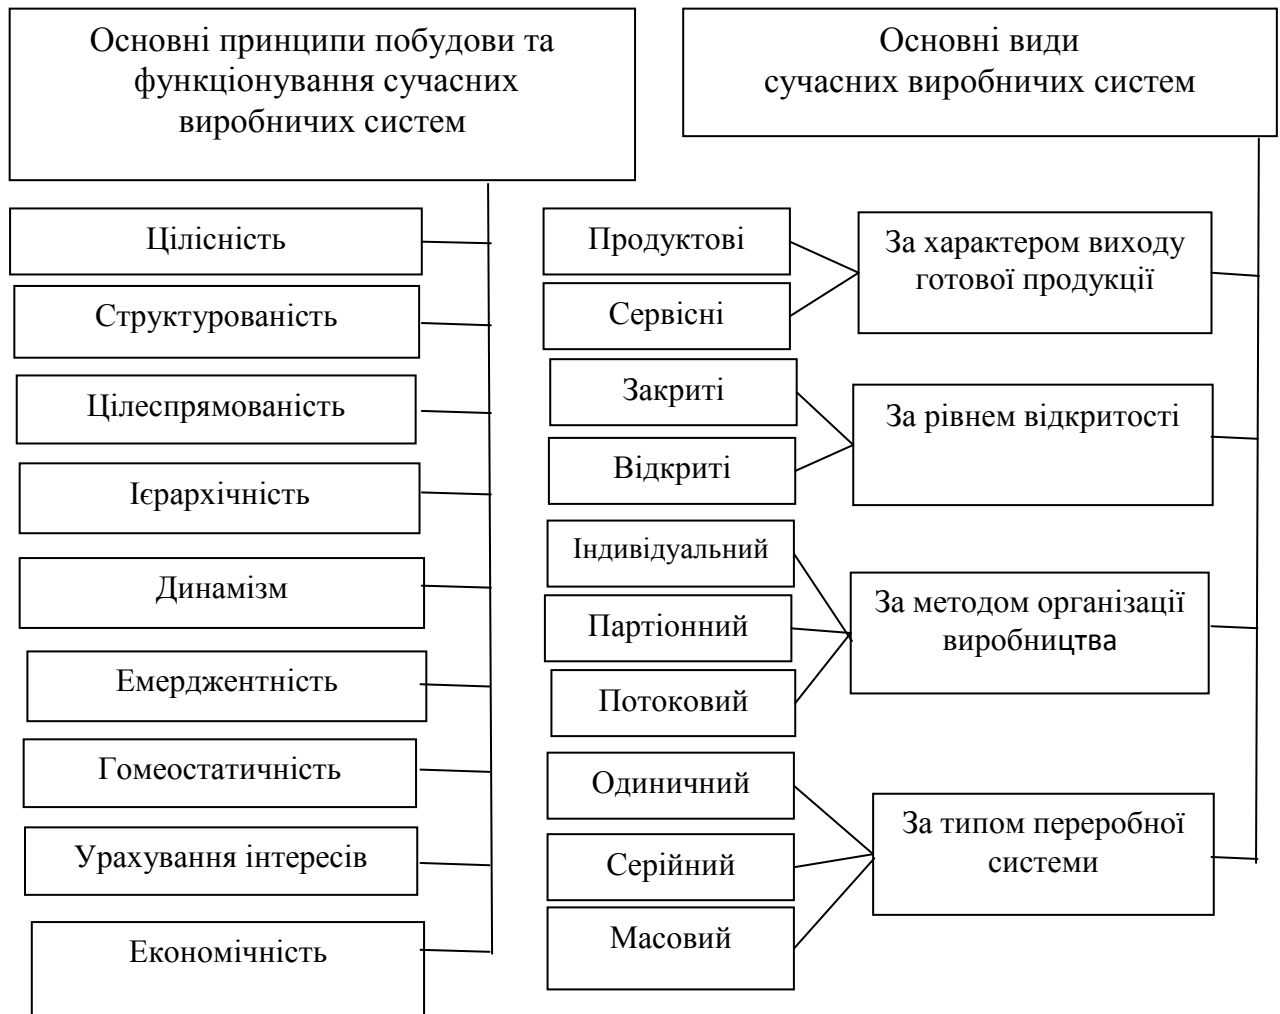 Основні принципи побудови та
функціонування сучасних
виробничих систем
Цілісність
Структурованість
Цілеспрямованість
Ієрархічність
Динамізм
Емерджентність
Гомеостатичність
Урахування інтересів
Економічність
Основні види
сучасних виробничих систем
За характером виходу
готової продукції
Продуктові
Сервісні
За рівнем відкритості
Закриті
Відкриті
За методом організації
виробництва
Індивідуальний
Партіонний
Потоковий
За типом переробної
системи
Одиничний
Серійний
Масовий